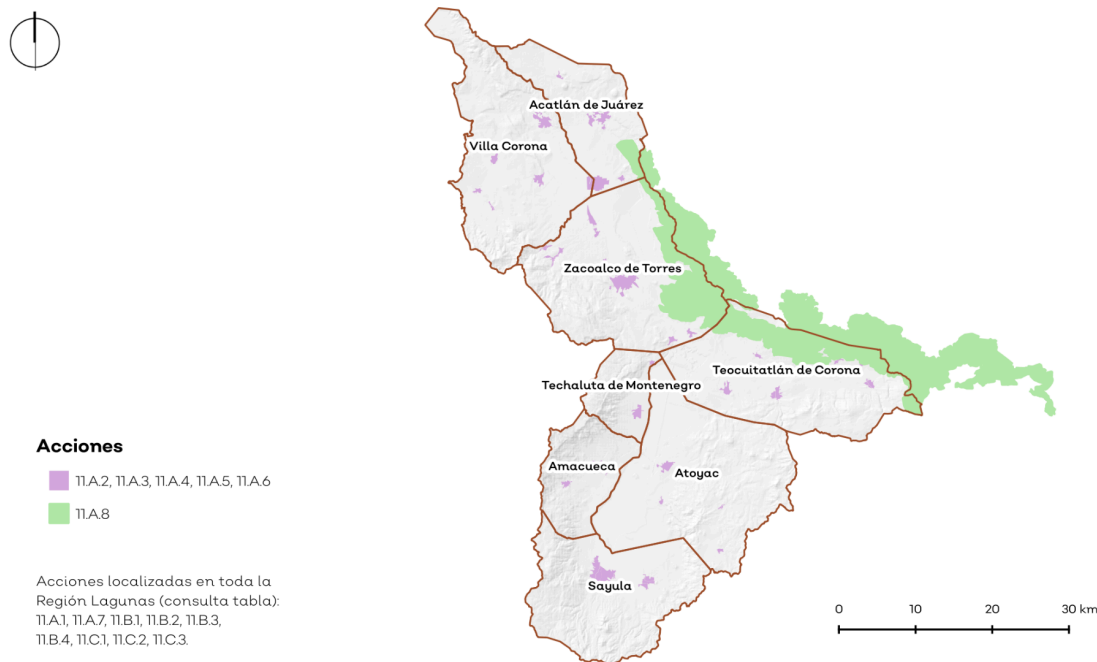 Acatlán de Juárez
Villa Corona
Zacoalco de Torres
Teocuitatlán de Corona
Techaluta de Montenegro
Amacueca
Atoyac
Sayula
Acciones
11.A.2, 11.A.3, 11.A.4, 11.A.5, 11.A.6
11.A.8
Acciones localizadas en toda la
Región Lagunas (consulta tabla):
11.A.1, 11.A.7, 11.B.1, 11.B.2, 11.B.3,
11.B.4, 11.C.1, 11.C.2, 11.C.3.
0 10 20 30 km